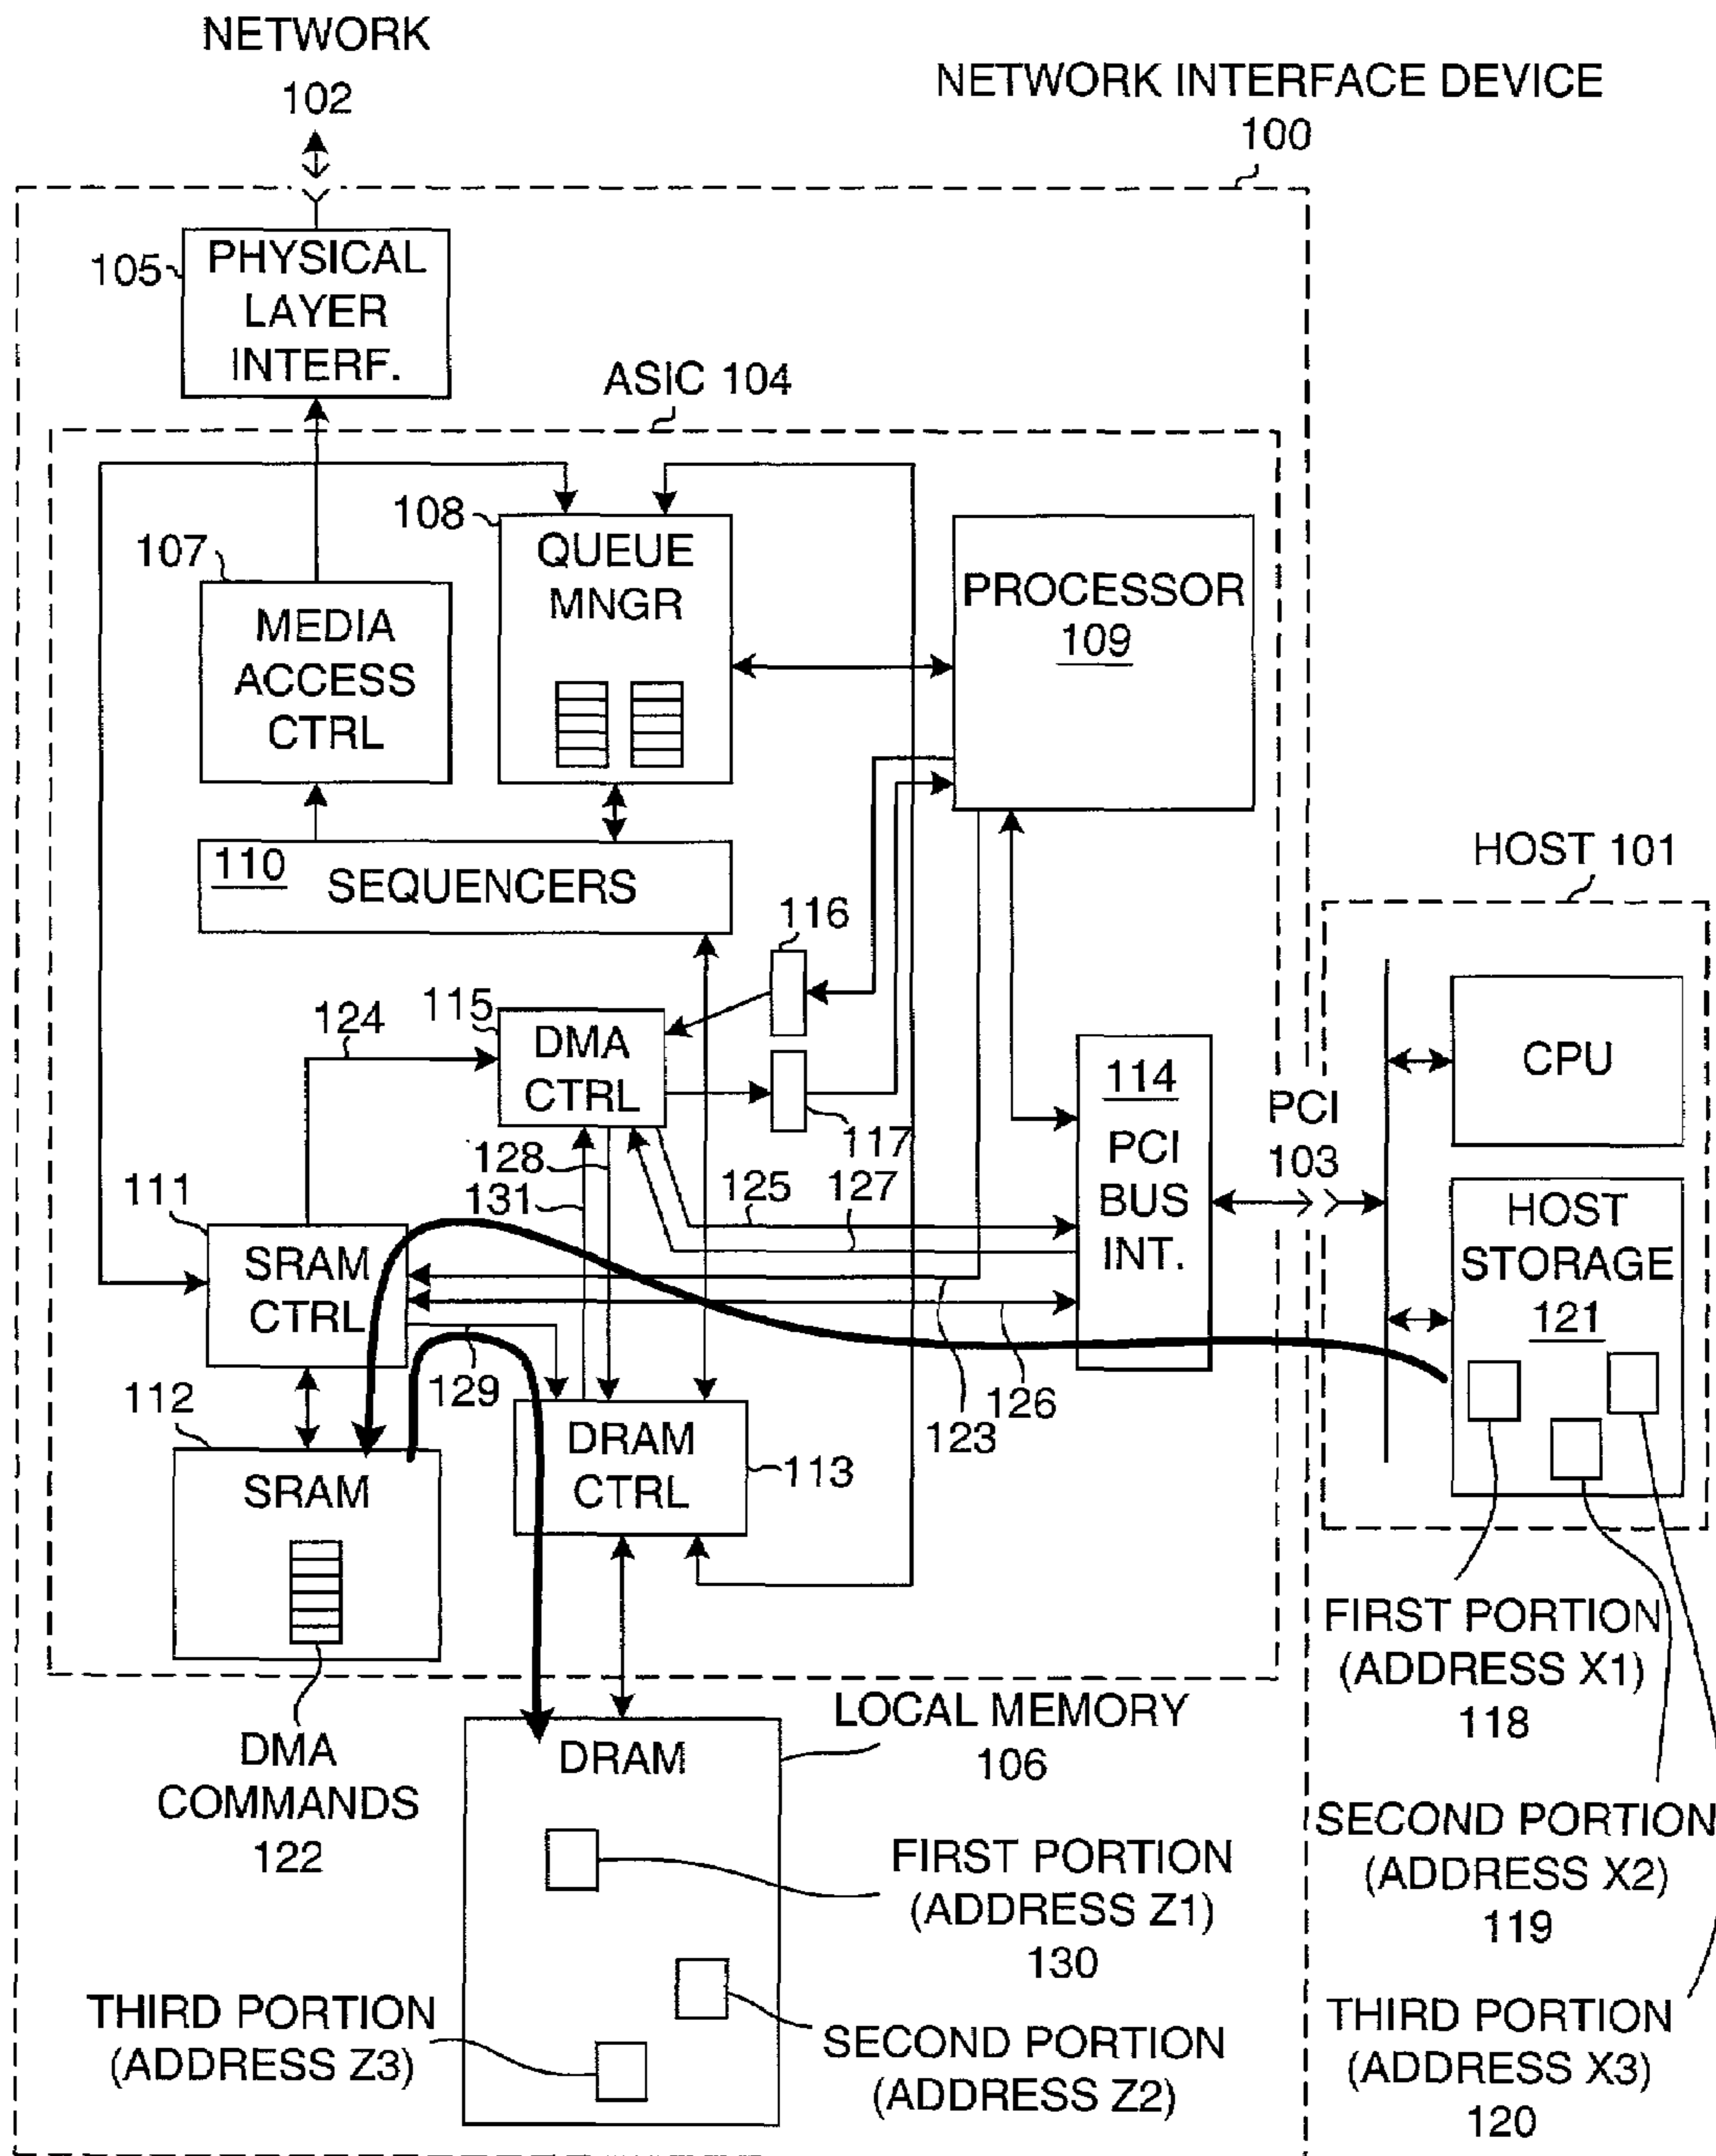 NETWORK
102
NETWORK INTERFACE DEVICE
100
105
PHYSICAL
LAYER
INTERF.
ASIC 104
108
QUEUE
MNGR
107
MEDIA
ACCESS
CTRL
PROCESSOR
109
110
SEQUENCERS
HOST 101
116
115
124
DMA
CTRL
114
PCI
BUS
INT.
PCI
103
CPU
117
128
131
125
127
111
SRAM
CTRL
HOST
STORAGE
121
129
126
123
112
SRAM
DRAM
CTRL
113
FIRST PORTION
(ADDRESS X1)
118
DMA
COMMANDS
122
LOCAL MEMORY
106
DRAM
SECOND PORTION
(ADDRESS X2)
119
FIRST PORTION
(ADDRESS Z1)
130
THIRD PORTION
(ADDRESS Z3)
SECOND PORTION
(ADDRESS Z2)
THIRD PORTION
(ADDRESS X3)
120